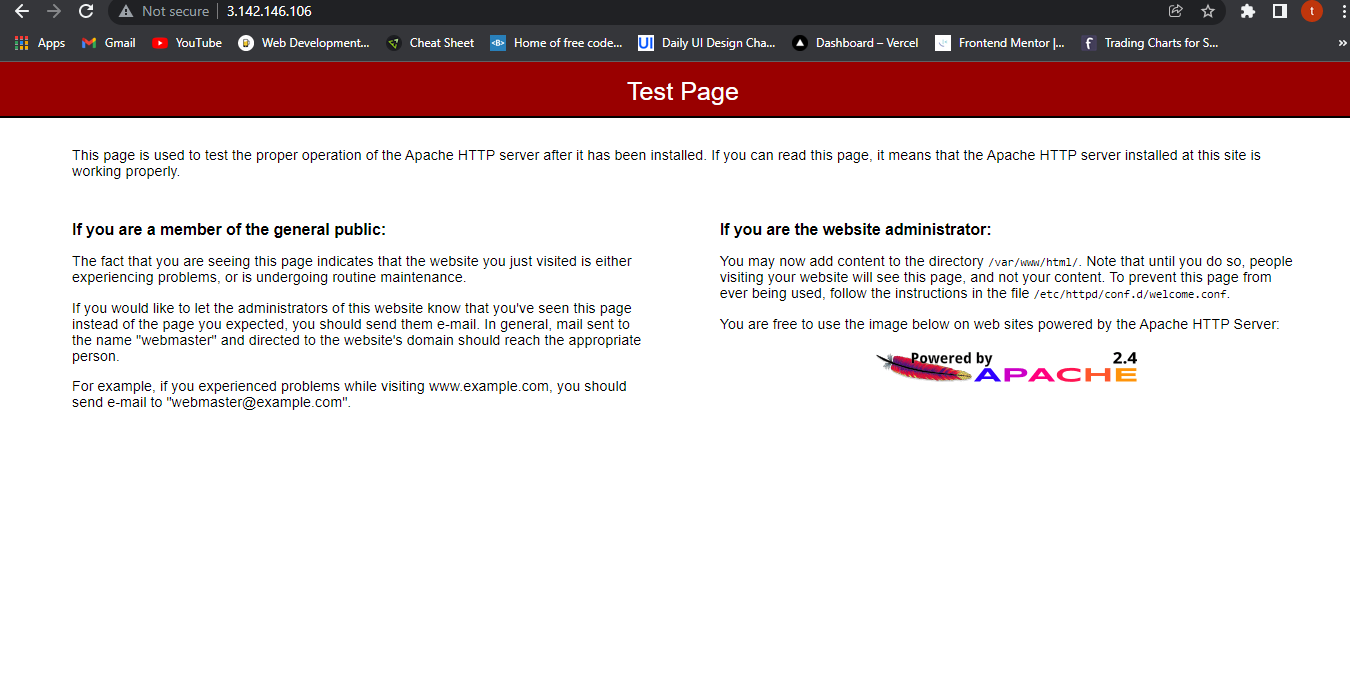 Not secure 3.142.146.106 t
Apps Gmail YouTube Web Development... Cheat Sheet Home of free code... UI Daily UI Design Cha... Dashboard – Vercel Frontend Mentor |... Trading Charts for S... »
Test Page
This page is used to test the proper operation of the Apache HTTP server after it has been installed. If you can read this page, it means that the Apache HTTP server installed at this site is
working properly.
If you are a member of the general public:
The fact that you are seeing this page indicates that the website you just visited is either
experiencing problems, or is undergoing routine maintenance.
If you would like to let the administrators of this website know that you've seen this page
instead of the page you expected, you should send them e-mail. In general, mail sent to
the name "webmaster" and directed to the website's domain should reach the appropriate
person.
For example, if you experienced problems while visiting www.example.com, you should
send e-mail to "webmaster@example.com".
If you are the website administrator:
You may now add content to the directory /var/www/html/. Note that until you do so, people
visiting your website will see this page, and not your content. To prevent this page from
ever being used, follow the instructions in the file /etc/httpd/conf.d/welcome.conf.
You are free to use the image below on web sites powered by the Apache HTTP Server:
Powered by 2.4
APACHE